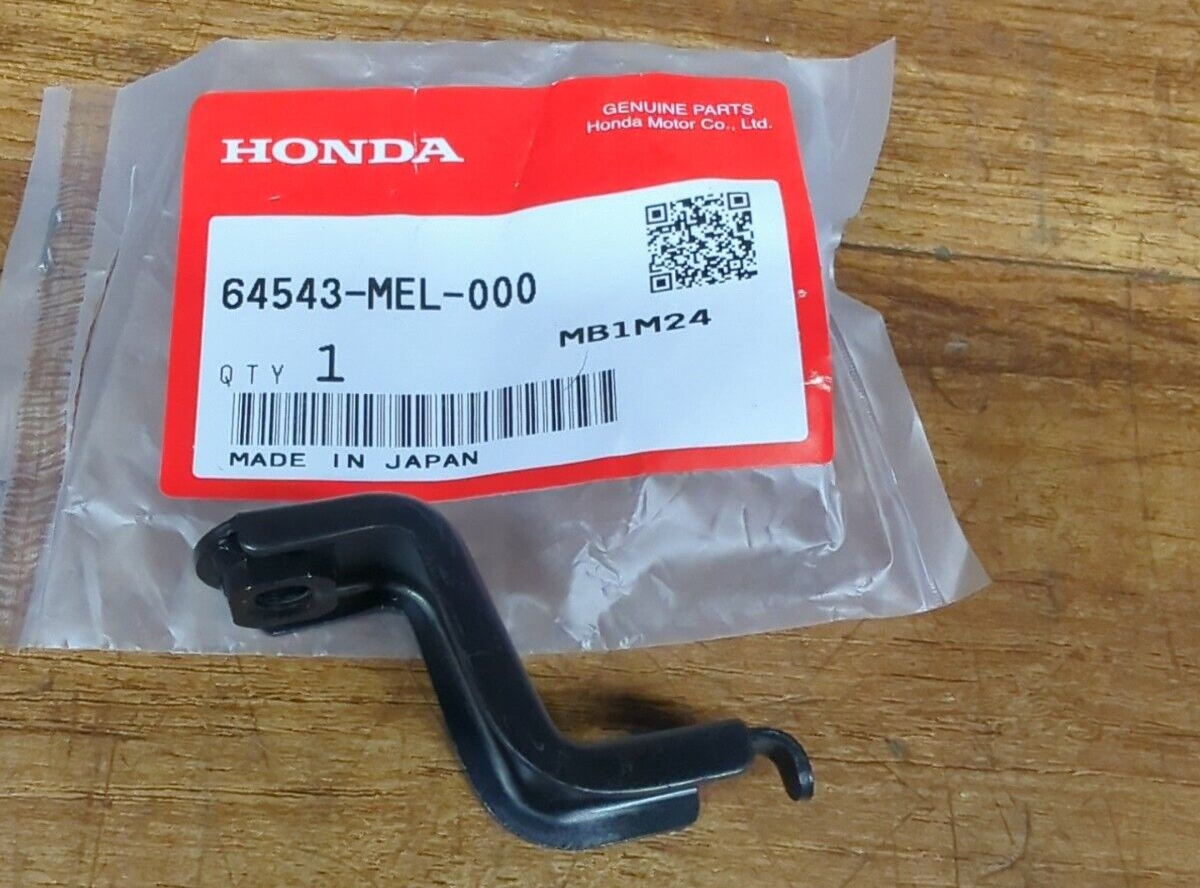 GENUINE PARTS
Honda Motor Co., Ltd.
HONDA
64543-MEL-000
MB1M24
QTY 1
MADE IN JAPAN